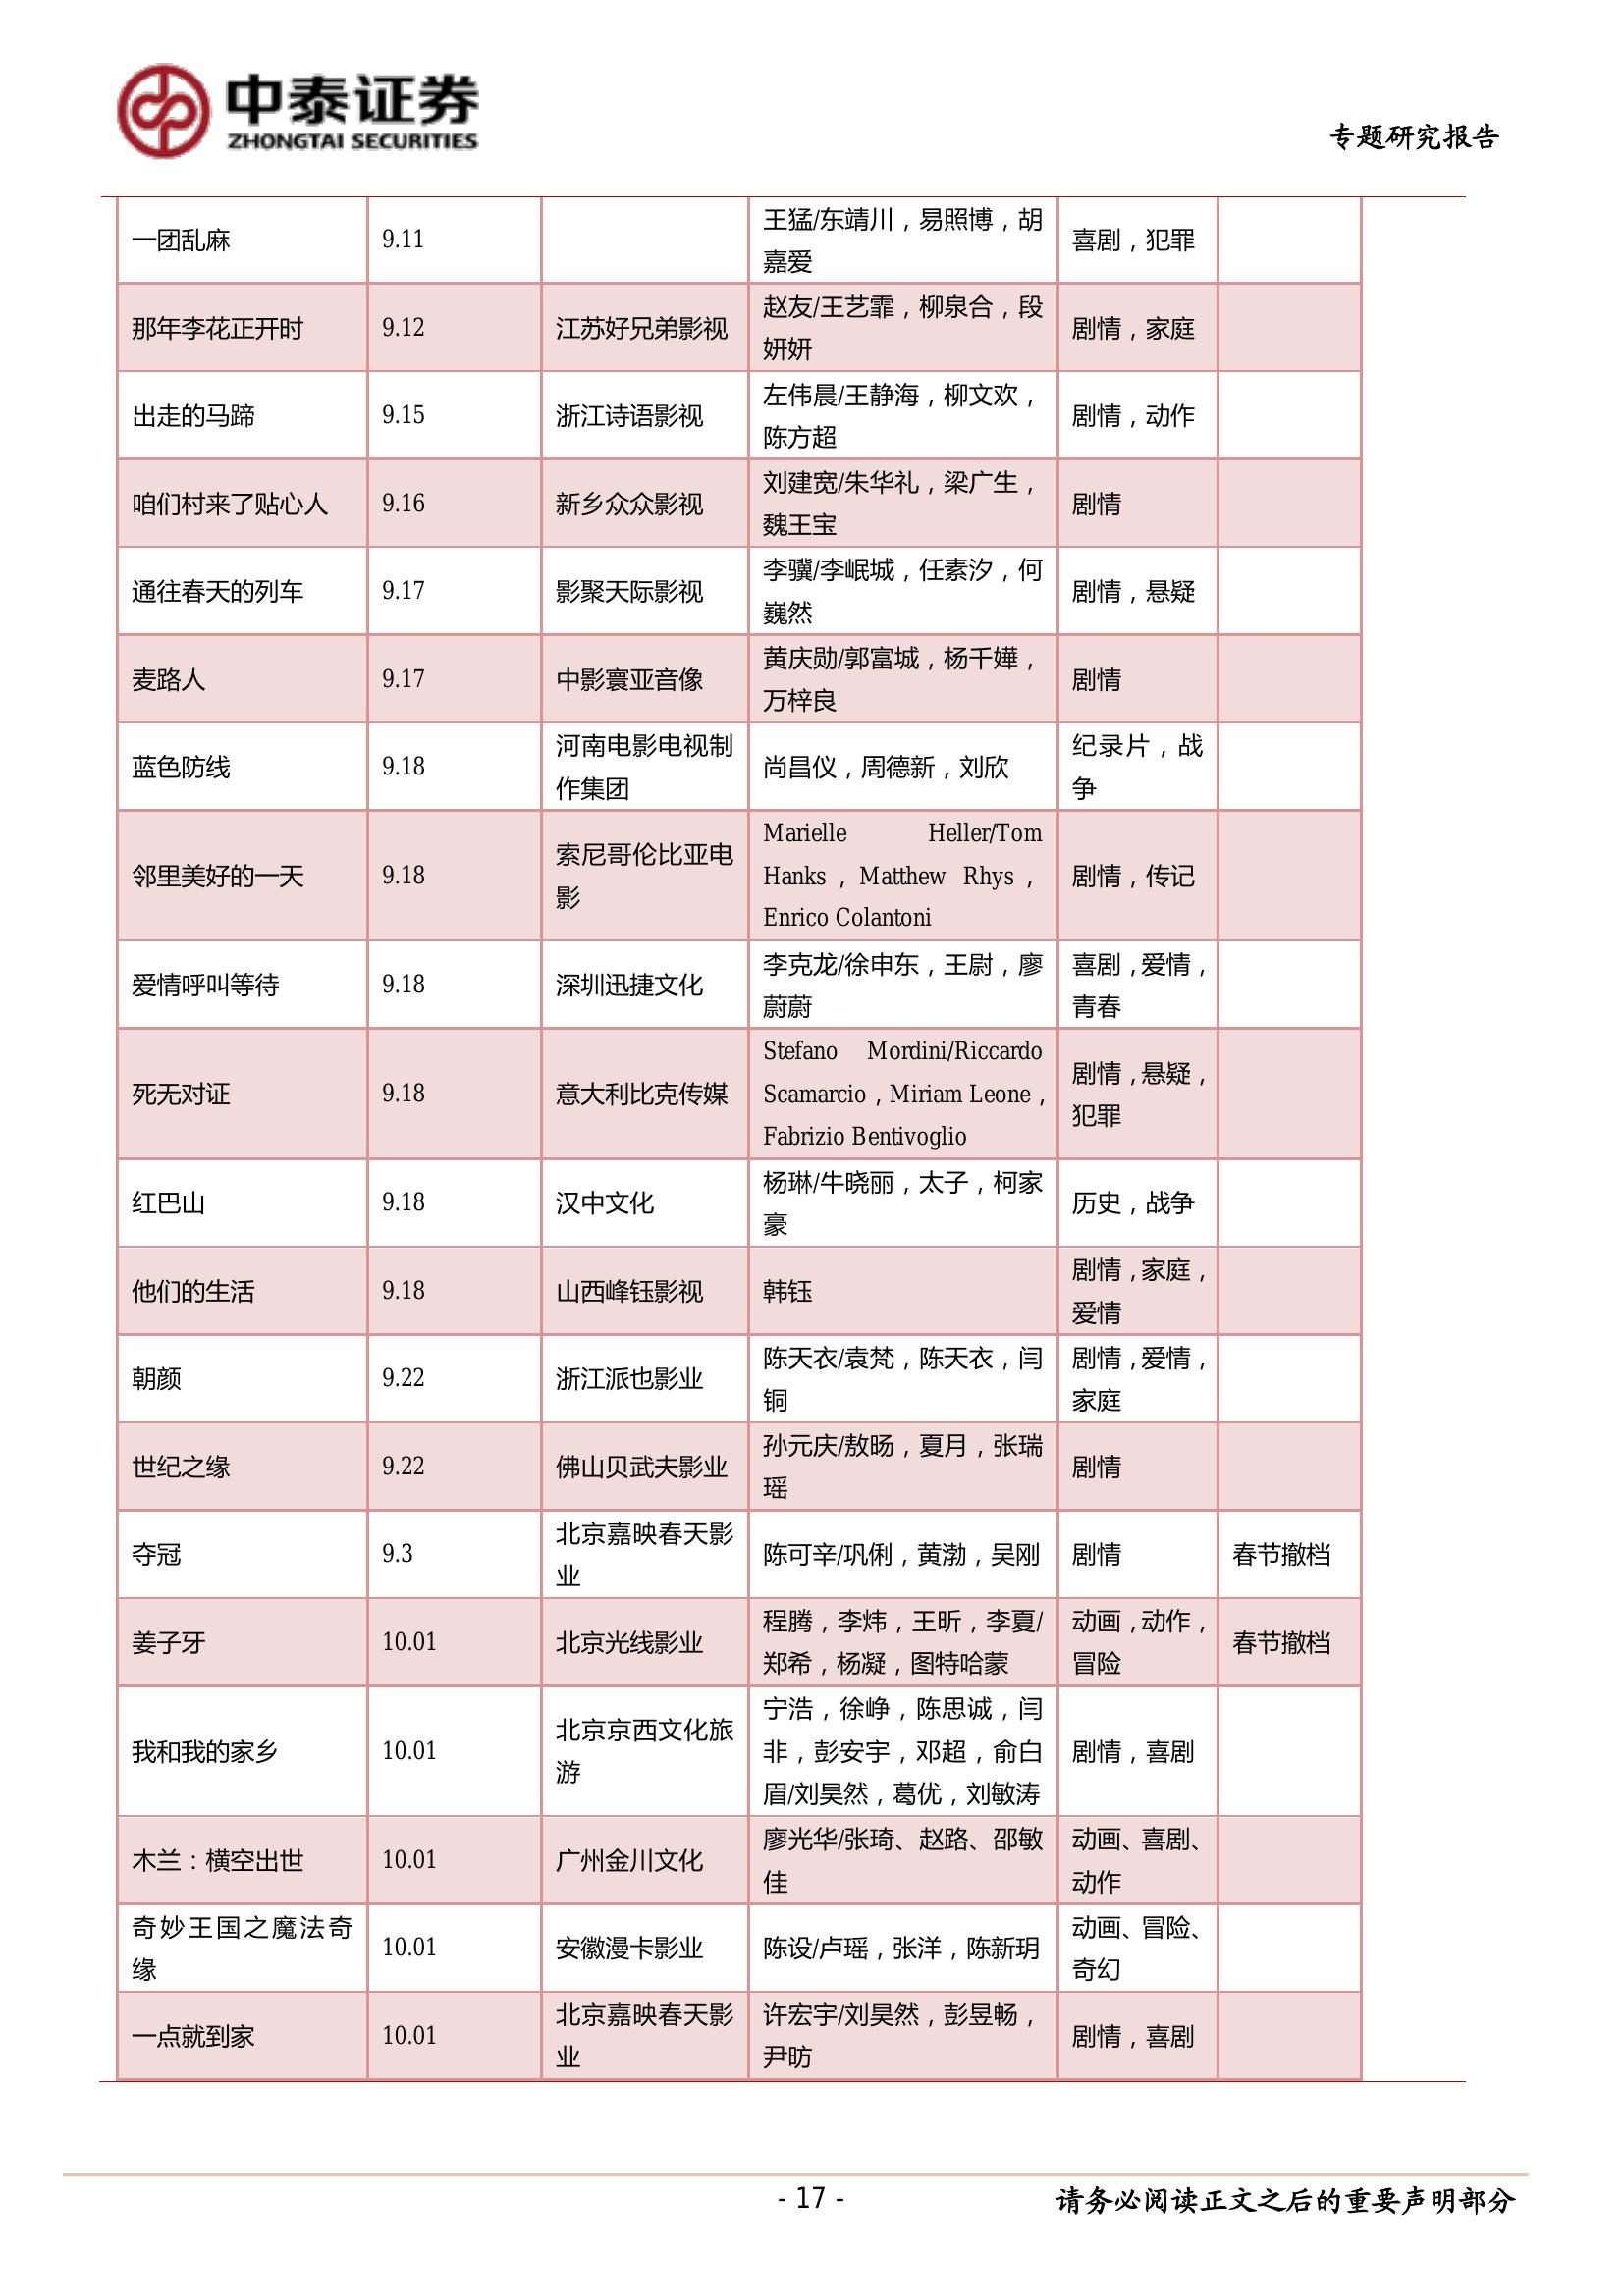 中泰证券
ZHONGTAI SECURITIES
专题研究报告
一团乱麻
9.11
王猛/东靖川，易照博，胡
嘉爱
喜剧，犯罪
那年李花正开时
9.12
江苏好兄弟影视
赵友/王艺霏，柳泉合，段
妍妍
剧情，家庭
出走的马蹄
9.15
浙江诗语影视
左伟晨/王静海，柳文欢，
陈方超
剧情，动作
咱们村来了贴心人
9.16
新乡众众影视
刘建宽/朱华礼，梁广生，
魏王宝
剧情
通往春天的列车
9.17
影聚天际影视
李骥/李岷城，任素汐，何
巍然
剧情，悬疑
麦路人
9.17
中影寰亚音像
黄庆勋/郭富城，杨千嬅，
万梓良
剧情
蓝色防线
9.18
河南电影电视制
作集团
尚昌仪，周德新，刘欣
纪录片，战
争
邻里美好的一天
9.18
索尼哥伦比亚电
影
Marielle Heller/Tom
Hanks，Matthew Rhys，
Enrico Colantoni
剧情，传记
爱情呼叫等待
9.18
深圳迅捷文化
李克龙/徐申东，王尉，廖
蔚蔚
喜剧，爱情，
青春
死无对证
9.18
意大利比克传媒
Stefano Mordini/Riccardo
Scamarcio，Miriam Leone，
Fabrizio Bentivoglio
剧情，悬疑，
犯罪
红巴山
9.18
汉中文化
杨琳/牛晓丽，太子，柯家
豪
历史，战争
他们的生活
9.18
山西峰钰影视
韩钰
剧情，家庭，
爱情
朝颜
9.22
浙江派也影业
陈天衣/袁梵，陈天衣，闫
铜
剧情，爱情，
家庭
世纪之缘
9.22
佛山贝武夫影业
孙元庆/敖旸，夏月，张瑞
瑶
剧情
夺冠
9.3
北京嘉映春天影
业
陈可辛/巩俐，黄渤，吴刚
剧情
春节撤档
姜子牙
10.01
北京光线影业
程腾，李炜，王昕，李夏/
郑希，杨凝，图特哈蒙
动画，动作，
冒险
春节撤档
我和我的家乡
10.01
北京京西文化旅
游
宁浩，徐峥，陈思诚，闫
非，彭安宇，邓超，俞白
眉/刘昊然，葛优，刘敏涛
剧情，喜剧
木兰：横空出世
10.01
广州金川文化
廖光华/张琦、赵路、邵敏
佳
动画、喜剧、
动作
奇妙王国之魔法奇
缘
10.01
安徽漫卡影业
陈设/卢瑶，张洋，陈新玥
动画、冒险、
奇幻
一点就到家
10.01
北京嘉映春天影
业
许宏宇/刘昊然，彭昱畅，
尹昉
剧情，喜剧
- 17 -
请务必阅读正文之后的重要声明部分